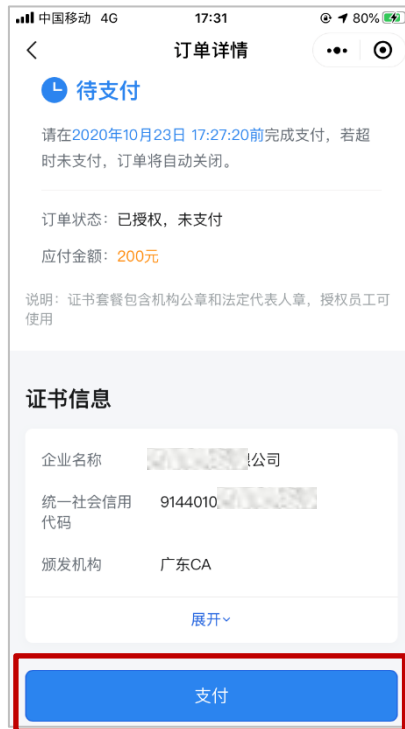 中国移动 4G 17:31 80%
订单详情
待支付
请在2020年10月23日 17:27:20前完成支付，若超
时未支付，订单将自动关闭。
订单状态：已授权，未支付
应付金额：200元
说明：证书套餐包含机构公章和法定代表人章，授权员工可
使用
证书信息
企业名称 公司
统一社会信用 9144010
代码
颁发机构 广东CA
展开
支付